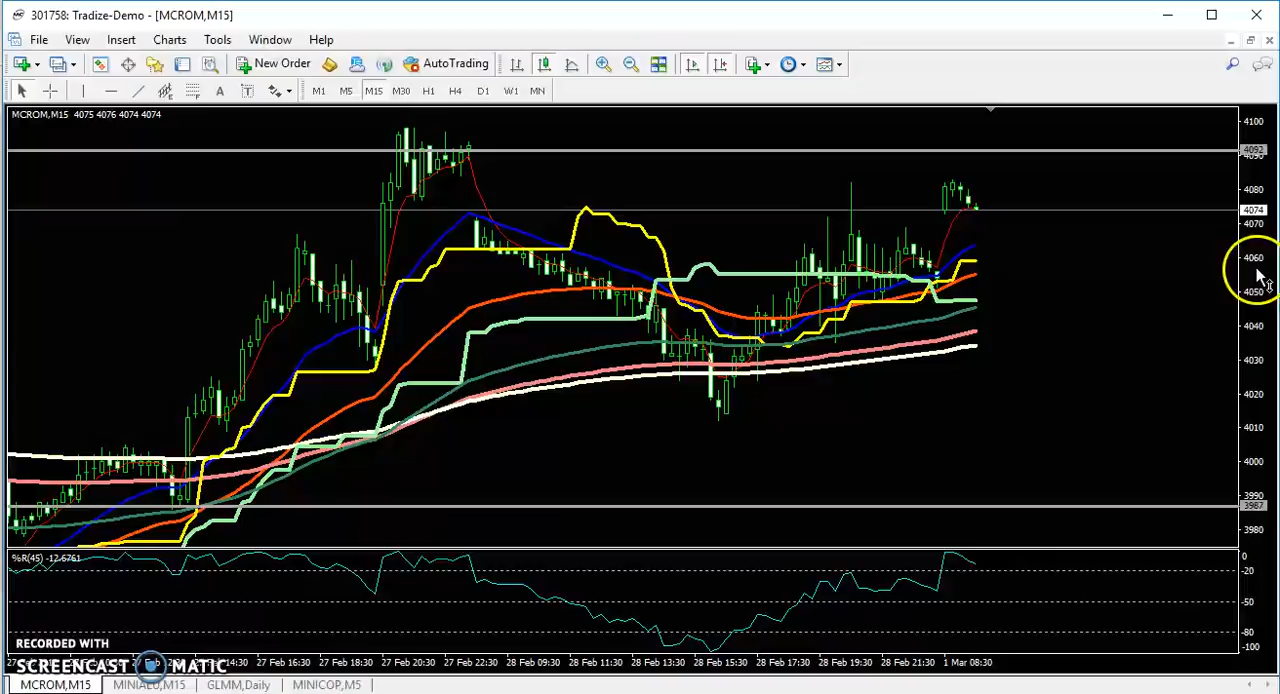 301758: Tradize-Demo - [MCROM,M15]
File View Insert Charts Tools Window Help
New Order AutoTrading
A T M1 M5 M15 M30 H1 H4 D1 W1 MN
MCROM,M15 4075 4076 4074 4074
4100
4092
4090
4080
4074
4070
4060
4050
4040
4030
4020
4010
4000
3990
3987
3980
%R(45) -12.6761
0
-20
-50
-80
-100
RECORDED WITH
SCREENCAST MATIC
14:30 27 Feb 16:30 27 Feb 18:30 27 Feb 20:30 27 Feb 22:30 28 Feb 09:30 28 Feb 11:30 28 Feb 13:30 28 Feb 15:30 28 Feb 17:30 28 Feb 19:30 28 Feb 21:30 1 Mar 08:30
MCROM,M15 MINIALU,M15 GLMM,Daily MINICOP,M5